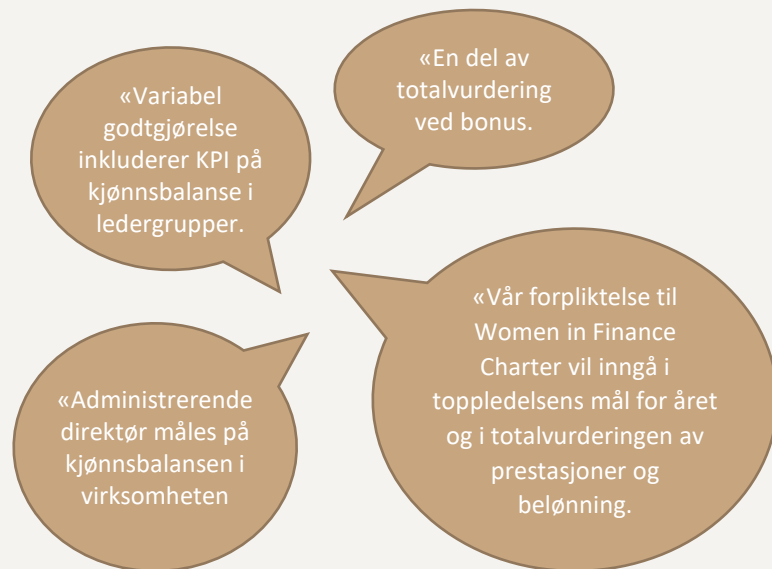 «Variabel
godtgjørelse
inkluderer KPI på
kjønnsbalanse i
ledergrupper.
«En del av
totalvurdering
ved bonus.
«Administrerende
direktør måles på
kjønnsbalansen i
virksomheten
«Vår forpliktelse til
Women in Finance
Charter vil inngå i
toppledelsens mål for året
og i totalvurderingen av
prestasjoner og
belønning.